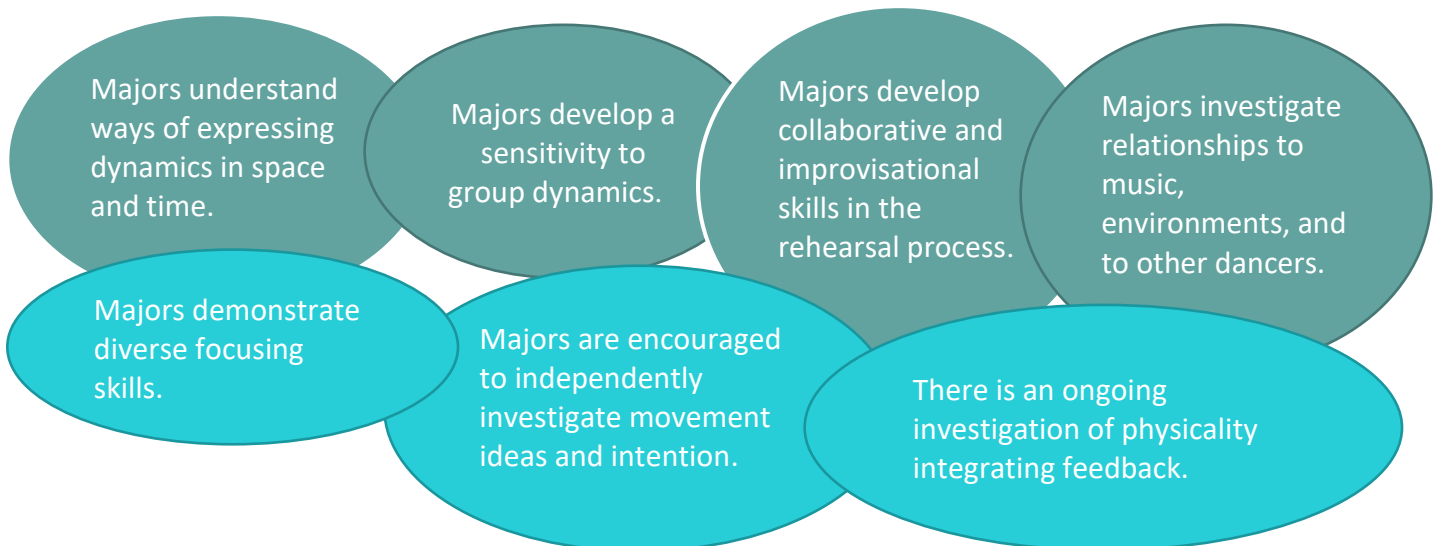 Majors understand
ways of expressing
dynamics in space
and time.
Majors develop a
sensitivity to
group dynamics.
Majors develop
collaborative and
improvisational
skills in the
rehearsal process.
Majors investigate
relationships to
music,
environments, and
to other dancers.
Majors demonstrate
diverse focusing
skills.
Majors are encouraged
to independently
investigate movement
ideas and intention.
There is an ongoing
investigation of physicality
integrating feedback.